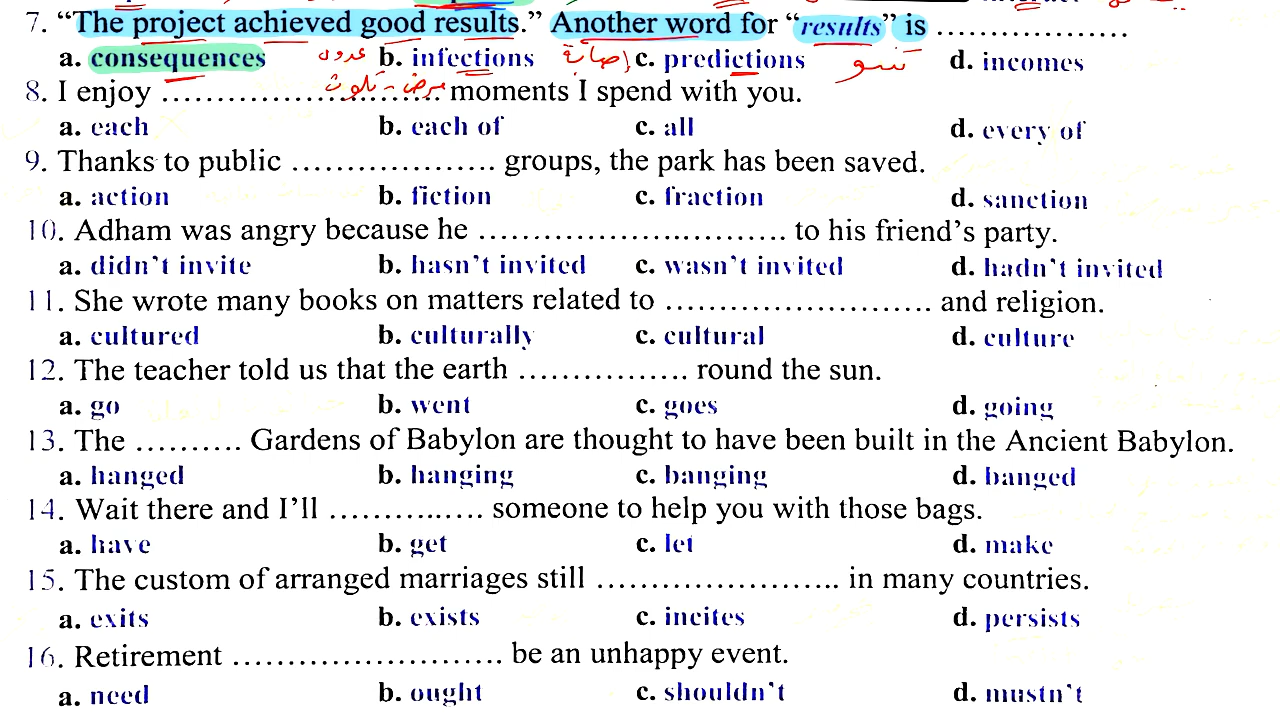 7. “The project achieved good results.” Another word for “results” is ....................
a. consequences b. infections c. predictions d. incomes
عدوى إصابة تنبؤ
مرض - تلوث
8. I enjoy .............................. moments I spend with you.
a. each b. each of c. all d. every of
9. Thanks to public ...................... groups, the park has been saved.
a. action b. fiction c. fraction d. sanction
10. Adham was angry because he ................................. to his friend’s party.
a. didn’t invite b. hasn’t invited c. wasn’t invited d. hadn’t invited
11. She wrote many books on matters related to ............................ and religion.
a. cultured b. culturally c. cultural d. culture
12. The teacher told us that the earth .................. round the sun.
a. go b. went c. goes d. going
13. The .......... Gardens of Babylon are thought to have been built in the Ancient Babylon.
a. hanged b. hanging c. banging d. banged
14. Wait there and I’ll ................. someone to help you with those bags.
a. have b. get c. let d. make
15. The custom of arranged marriages still .......................... in many countries.
a. exits b. exists c. incites d. persists
16. Retirement ............................. be an unhappy event.
a. need b. ought c. shouldn’t d. mustn’t